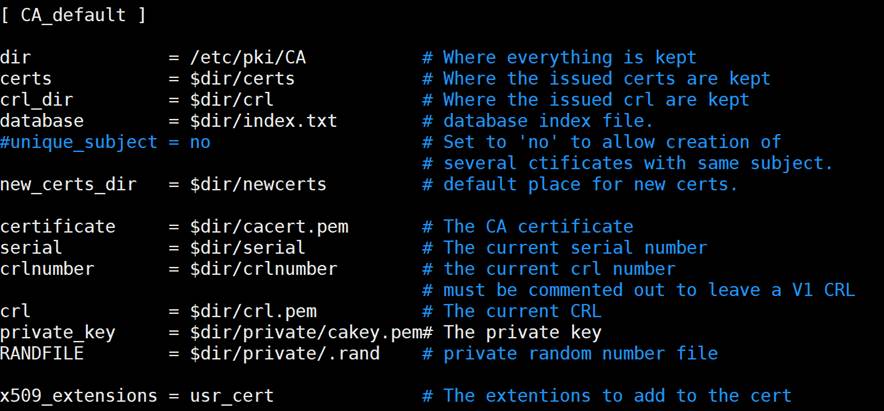 [ CA_default ]
dir             = /etc/pki/CA           # Where everything is kept
certs           = $dir/certs            # Where the issued certs are kept
crl_dir         = $dir/crl              # Where the issued crl are kept
database        = $dir/index.txt        # database index file.
#unique_subject = no                    # Set to 'no' to allow creation of
                                        # several ctificates with same subject.
new_certs_dir   = $dir/newcerts         # default place for new certs.
certificate     = $dir/cacert.pem       # The CA certificate
serial          = $dir/serial           # The current serial number
crlnumber       = $dir/crlnumber        # the current crl number
                                        # must be commented out to leave a V1 CRL
crl             = $dir/crl.pem          # The current CRL
private_key     = $dir/private/cakey.pem# The private key
RANDFILE        = $dir/private/.rand    # private random number file
x509_extensions = usr_cert              # The extentions to add to the cert